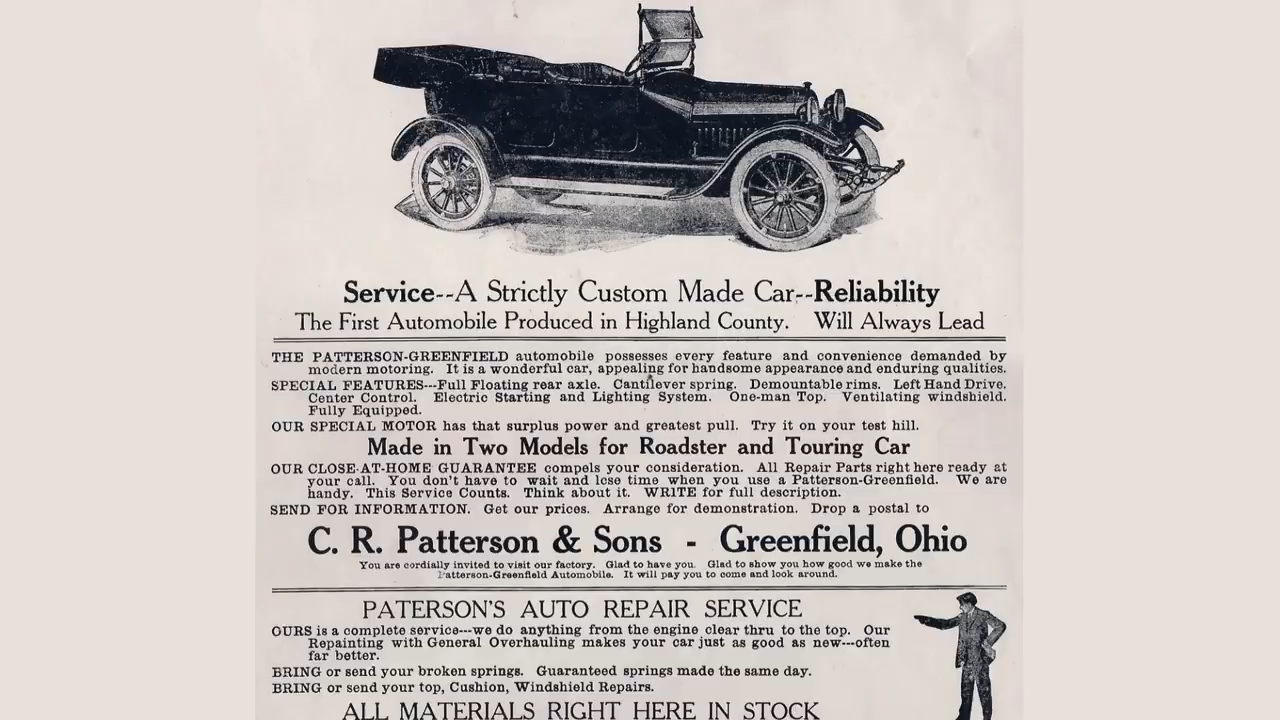 Service--A Strictly Custom Made Car--Reliability
The First Automobile Produced in Highland County. Will Always Lead
THE PATTERSON-GREENFIELD automobile possesses every feature and convenience demanded by
modern motoring. It is a wonderful car, appealing for handsome appearance and enduring qualities.
SPECIAL FEATURES---Full Floating rear axle. Cantilever spring. Demountable rims. Left Hand Drive.
Center Control. Electric Starting and Lighting System. One-man Top. Ventilating windshield.
Fully Equipped.
OUR SPECIAL MOTOR has that surplus power and greatest pull. Try it on your test hill.
Made in Two Models for Roadster and Touring Car
OUR CLOSE-AT-HOME GUARANTEE compels your consideration. All Repair Parts right here ready at
your call. You don't have to wait and lose time when you use a Patterson-Greenfield. We are
handy. This Service Counts. Think about it. WRITE for full description.
SEND FOR INFORMATION. Get our prices. Arrange for demonstration. Drop a postal to
C. R. Patterson & Sons - Greenfield, Ohio
You are cordially invited to visit our factory. Glad to have you. Glad to show you how good we make the
Patterson-Greenfield Automobile. It will pay you to come and look around.
PATERSON'S AUTO REPAIR SERVICE
OURS is a complete service---we do anything from the engine clear thru to the top. Our
Repainting with General Overhauling makes your car just as good as new---often
far better.
BRING or send your broken springs. Guaranteed springs made the same day.
BRING or send your top, Cushion, Windshield Repairs.
ALL MATERIALS RIGHT HERE IN STOCK